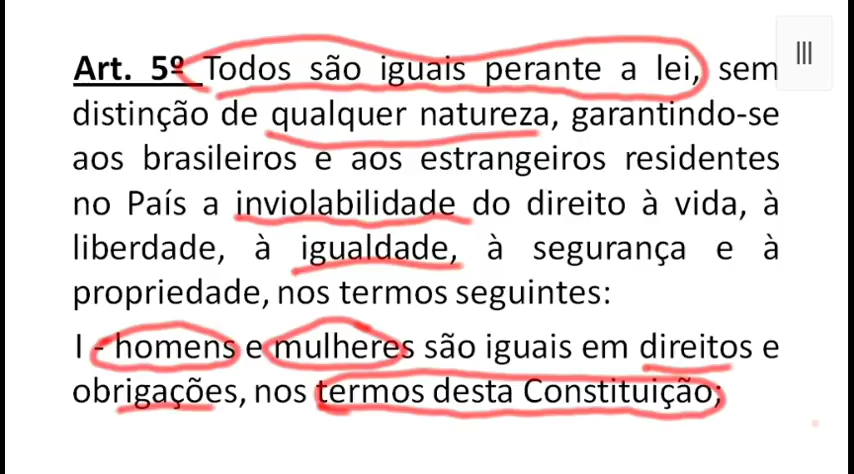 Art. 5º Todos são iguais perante a lei, sem
distinção de qualquer natureza, garantindo-se
aos brasileiros e aos estrangeiros residentes
no País a inviolabilidade do direito à vida, à
liberdade, à igualdade, à segurança e à
propriedade, nos termos seguintes:
I - homens e mulheres são iguais em direitos e
obrigações, nos termos desta Constituição;